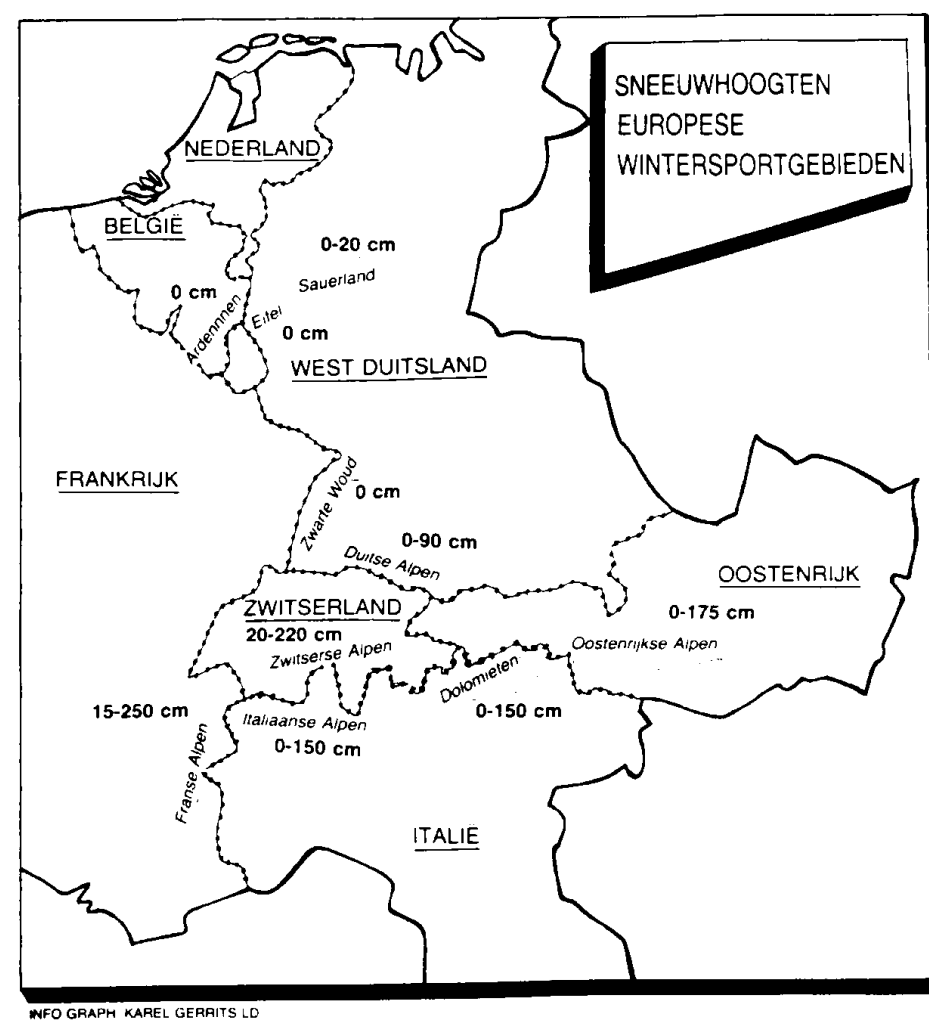 SNEEUWHOOGTEN
EUROPESE
WINTERSPORTGEBIEDEN
NEDERLAND
BELGIË
0-20 cm
Sauerland
0 cm
Ardennnen
Eifel
0 cm
WEST DUITSLAND
FRANKRIJK
Zwarte Woud
0 cm
0-90 cm
Duitse Alpen
OOSTENRIJK
ZWITSERLAND
0-175 cm
20-220 cm
Zwitserse Alpen
Oostenrijkse Alpen
Dolomieten
15-250 cm
Italiaanse Alpen
0-150 cm
0-150 cm
Franse Alpen
ITALIË
INFO GRAPH KAREL GERRITS LD